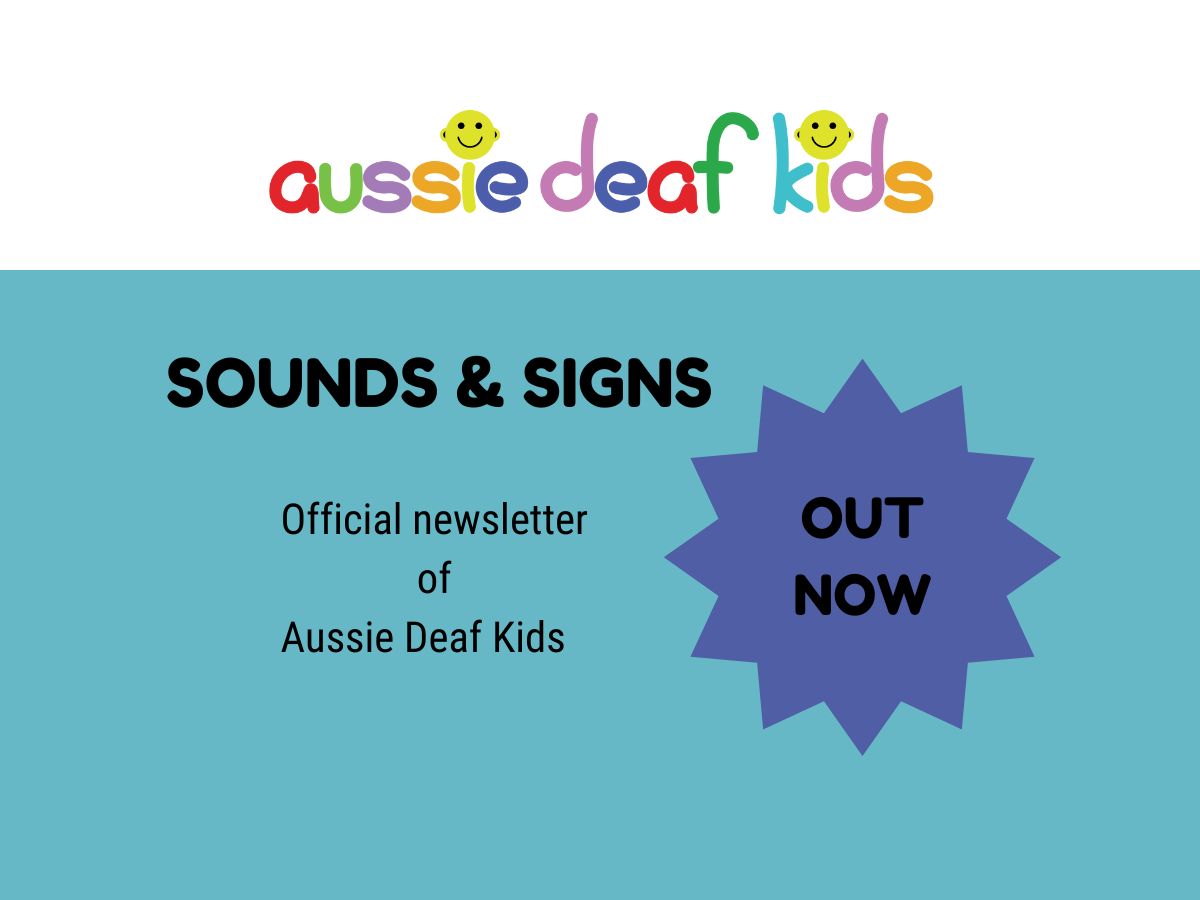 aussie deaf kids
SOUNDS & SIGNS
Official newsletter
of
Aussie Deaf Kids
OUT
NOW